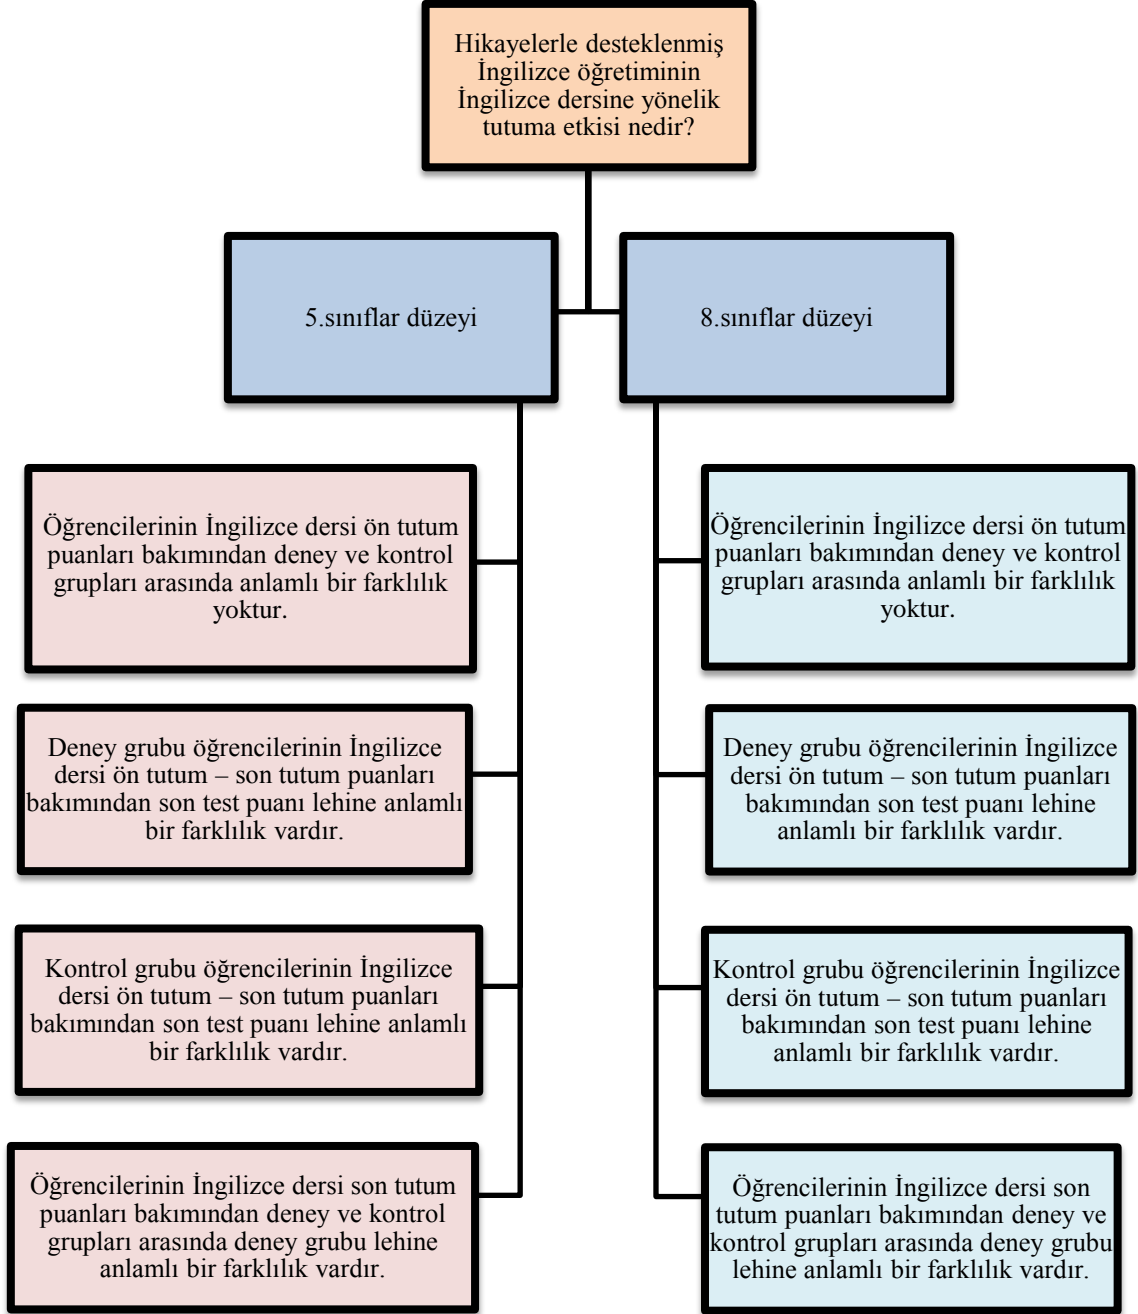 Hikayelerle desteklenmiş
İngilizce öğretiminin
İngilizce dersine yönelik
tutuma etkisi nedir?
5.sınıflar düzeyi
8.sınıflar düzeyi
Öğrencilerinin İngilizce dersi ön tutum
puanları bakımından deney ve kontrol
grupları arasında anlamlı bir farklılık
yoktur.
Deney grubu öğrencilerinin İngilizce
dersi ön tutum – son tutum puanları
bakımından son test puanı lehine anlamlı
bir farklılık vardır.
Kontrol grubu öğrencilerinin İngilizce
dersi ön tutum – son tutum puanları
bakımından son test puanı lehine anlamlı
bir farklılık vardır.
Öğrencilerinin İngilizce dersi son tutum
puanları bakımından deney ve kontrol
grupları arasında deney grubu lehine
anlamlı bir farklılık vardır.
Öğrencilerinin İngilizce dersi ön tutum
puanları bakımından deney ve kontrol
grupları arasında anlamlı bir farklılık
yoktur.
Deney grubu öğrencilerinin İngilizce
dersi ön tutum – son tutum puanları
bakımından son test puanı lehine
anlamlı bir farklılık vardır.
Kontrol grubu öğrencilerinin İngilizce
dersi ön tutum – son tutum puanları
bakımından son test puanı lehine
anlamlı bir farklılık vardır.
Öğrencilerinin İngilizce dersi son
tutum puanları bakımından deney ve
kontrol grupları arasında deney grubu
lehine anlamlı bir farklılık vardır.